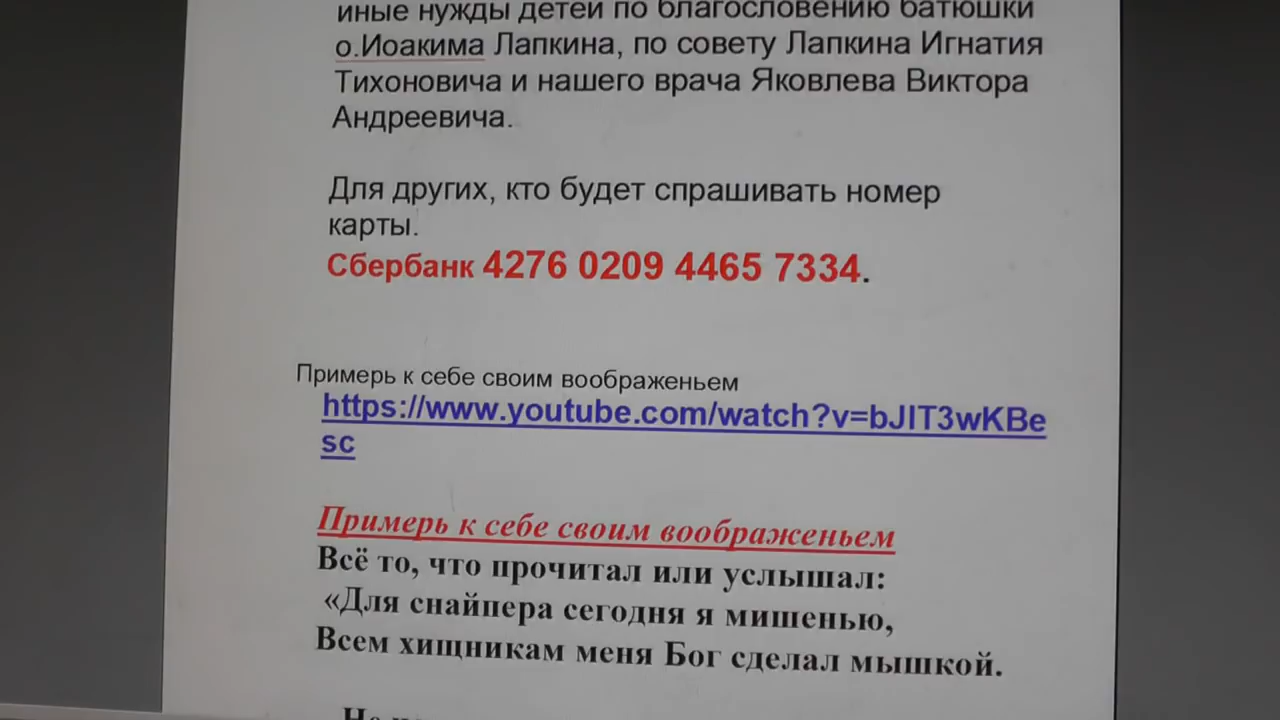 иные нужды детей по благословению батюшки
о.Иоакима Лапкина, по совету Лапкина Игнатия
Тихоновича и нашего врача Яковлева Виктора
Андреевича.
Для других, кто будет спрашивать номер
карты.
Сбербанк 4276 0209 4465 7334.
Примерь к себе своим воображеньем
https://www.youtube.com/watch?v=bJIT3wKBe
sc
Примерь к себе своим воображеньем
Всё то, что прочитал или услышал:
«Для снайпера сегодня я мишенью,
Всем хищникам меня Бог сделал мышкой.